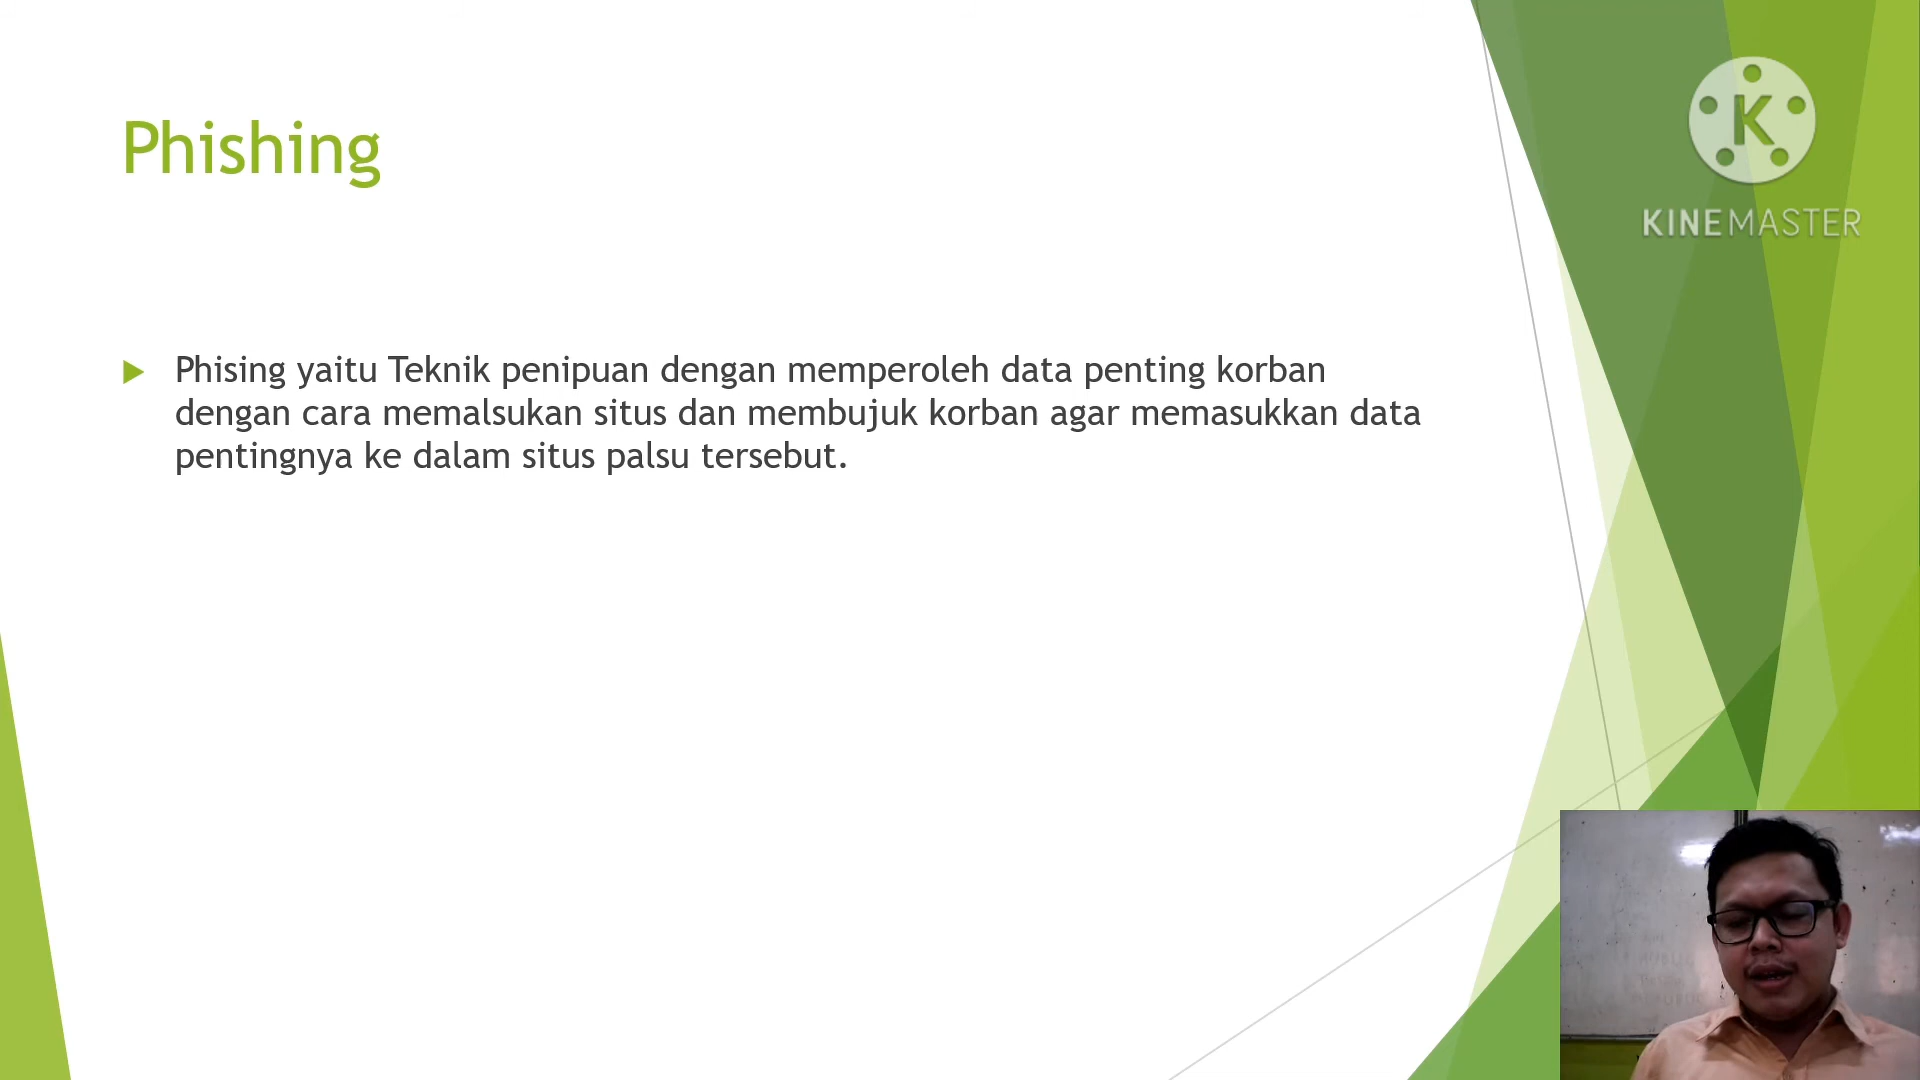 Phishing
K
KINEMASTER
Phising yaitu Teknik penipuan dengan memperoleh data penting korban
dengan cara memalsukan situs dan membujuk korban agar memasukkan data
pentingnya ke dalam situs palsu tersebut.